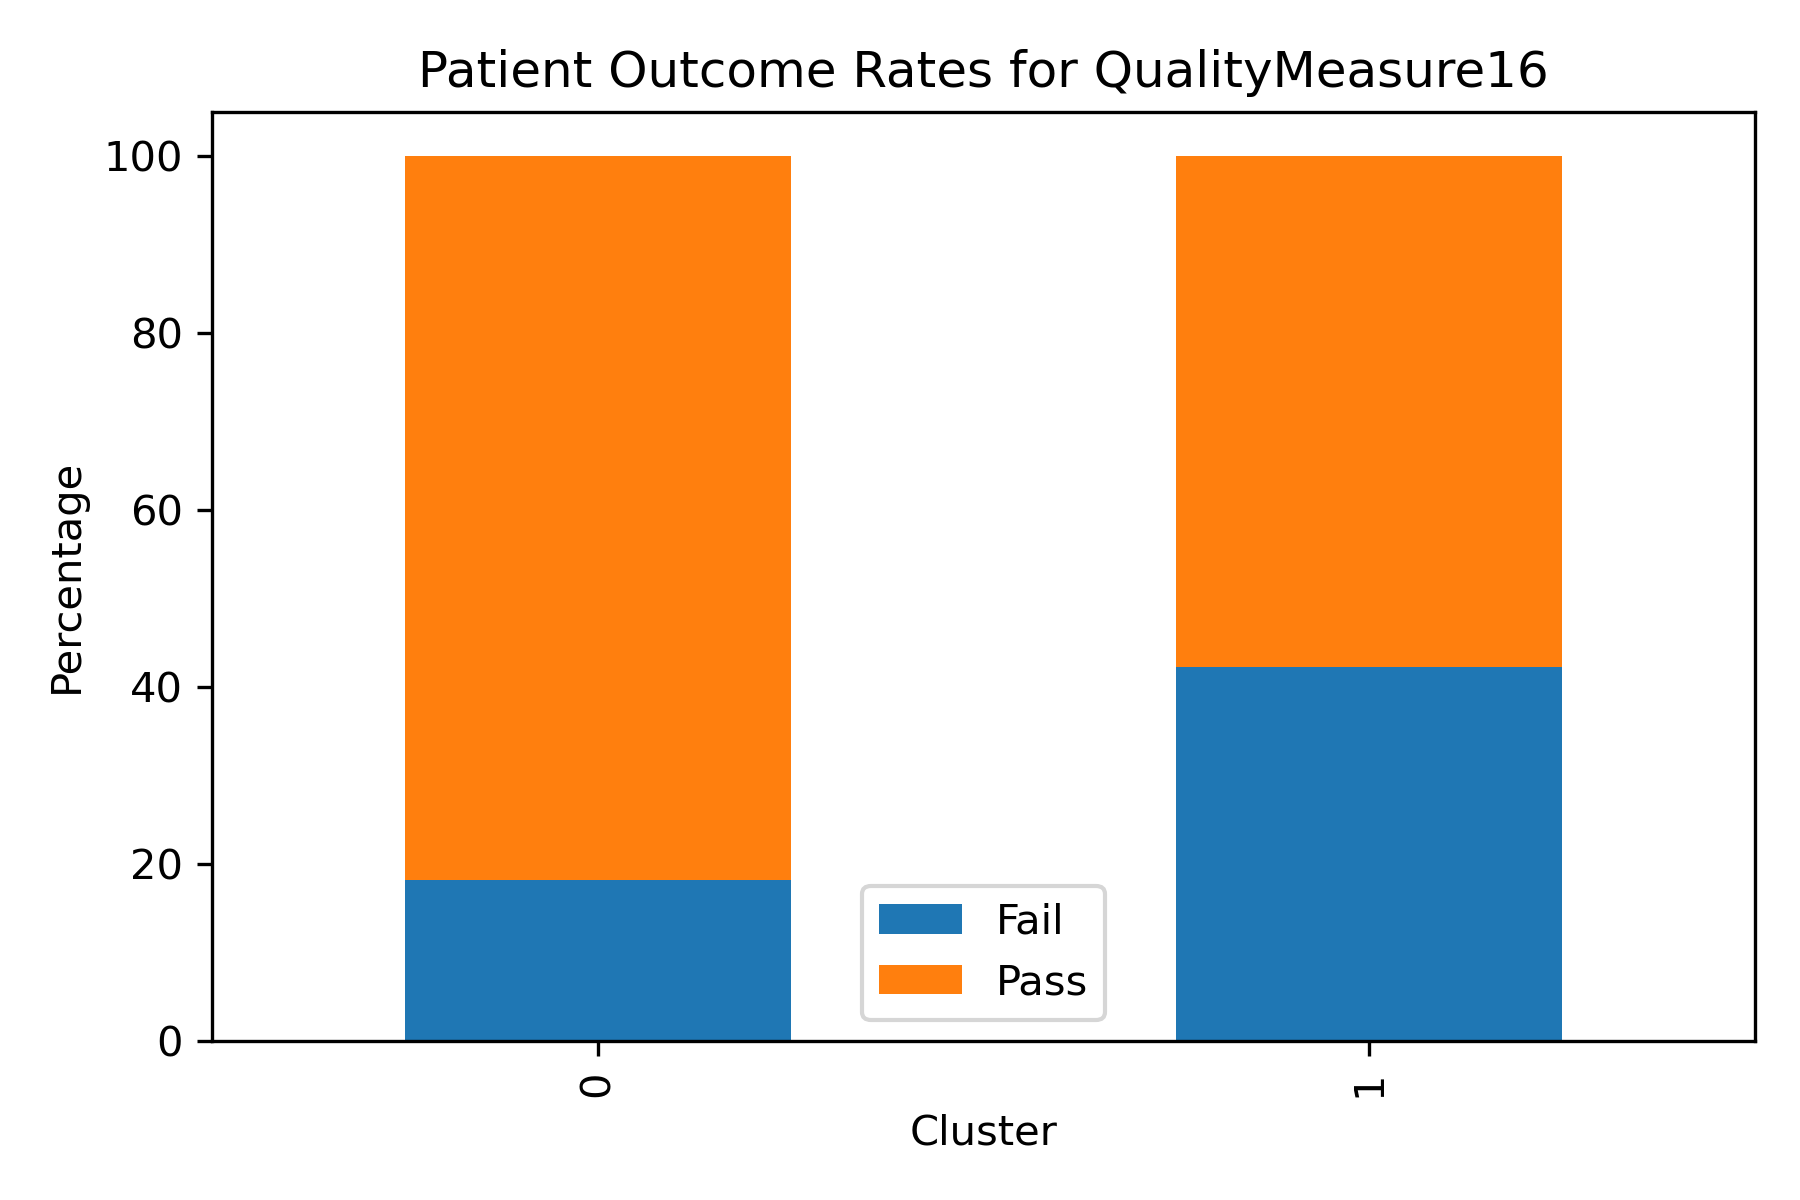 Patient Outcome Rates for QualityMeasure16
100
80
60
40
20
0
Percentage
Fail
Pass
0
1
Cluster